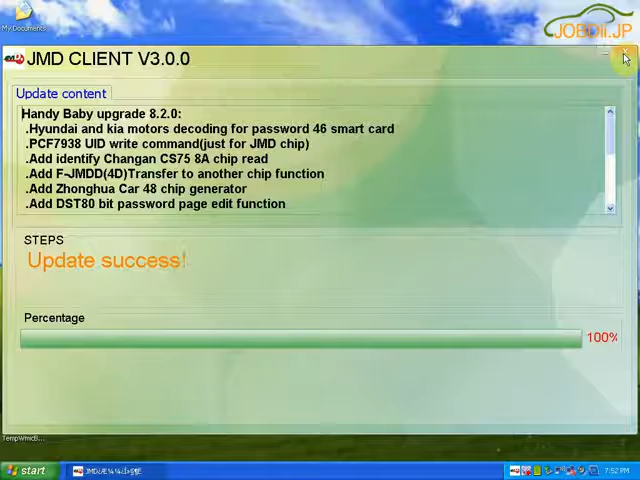 My Documents
JOBDII.JP
JMD CLIENT V3.0.0
Update content
Handy Baby upgrade 8.2.0:
.Hyundai and kia motors decoding for password 46 smart card
.PCF7938 UID write command(just for JMD chip)
.Add identify Changan CS75 8A chip read
.Add F-JMDD(4D)Transfer to another chip function
.Add Zhonghua Car 48 chip generator
.Add DST80 bit password page edit function
STEPS
Update success!
Percentage
100%
start
7:52 PM